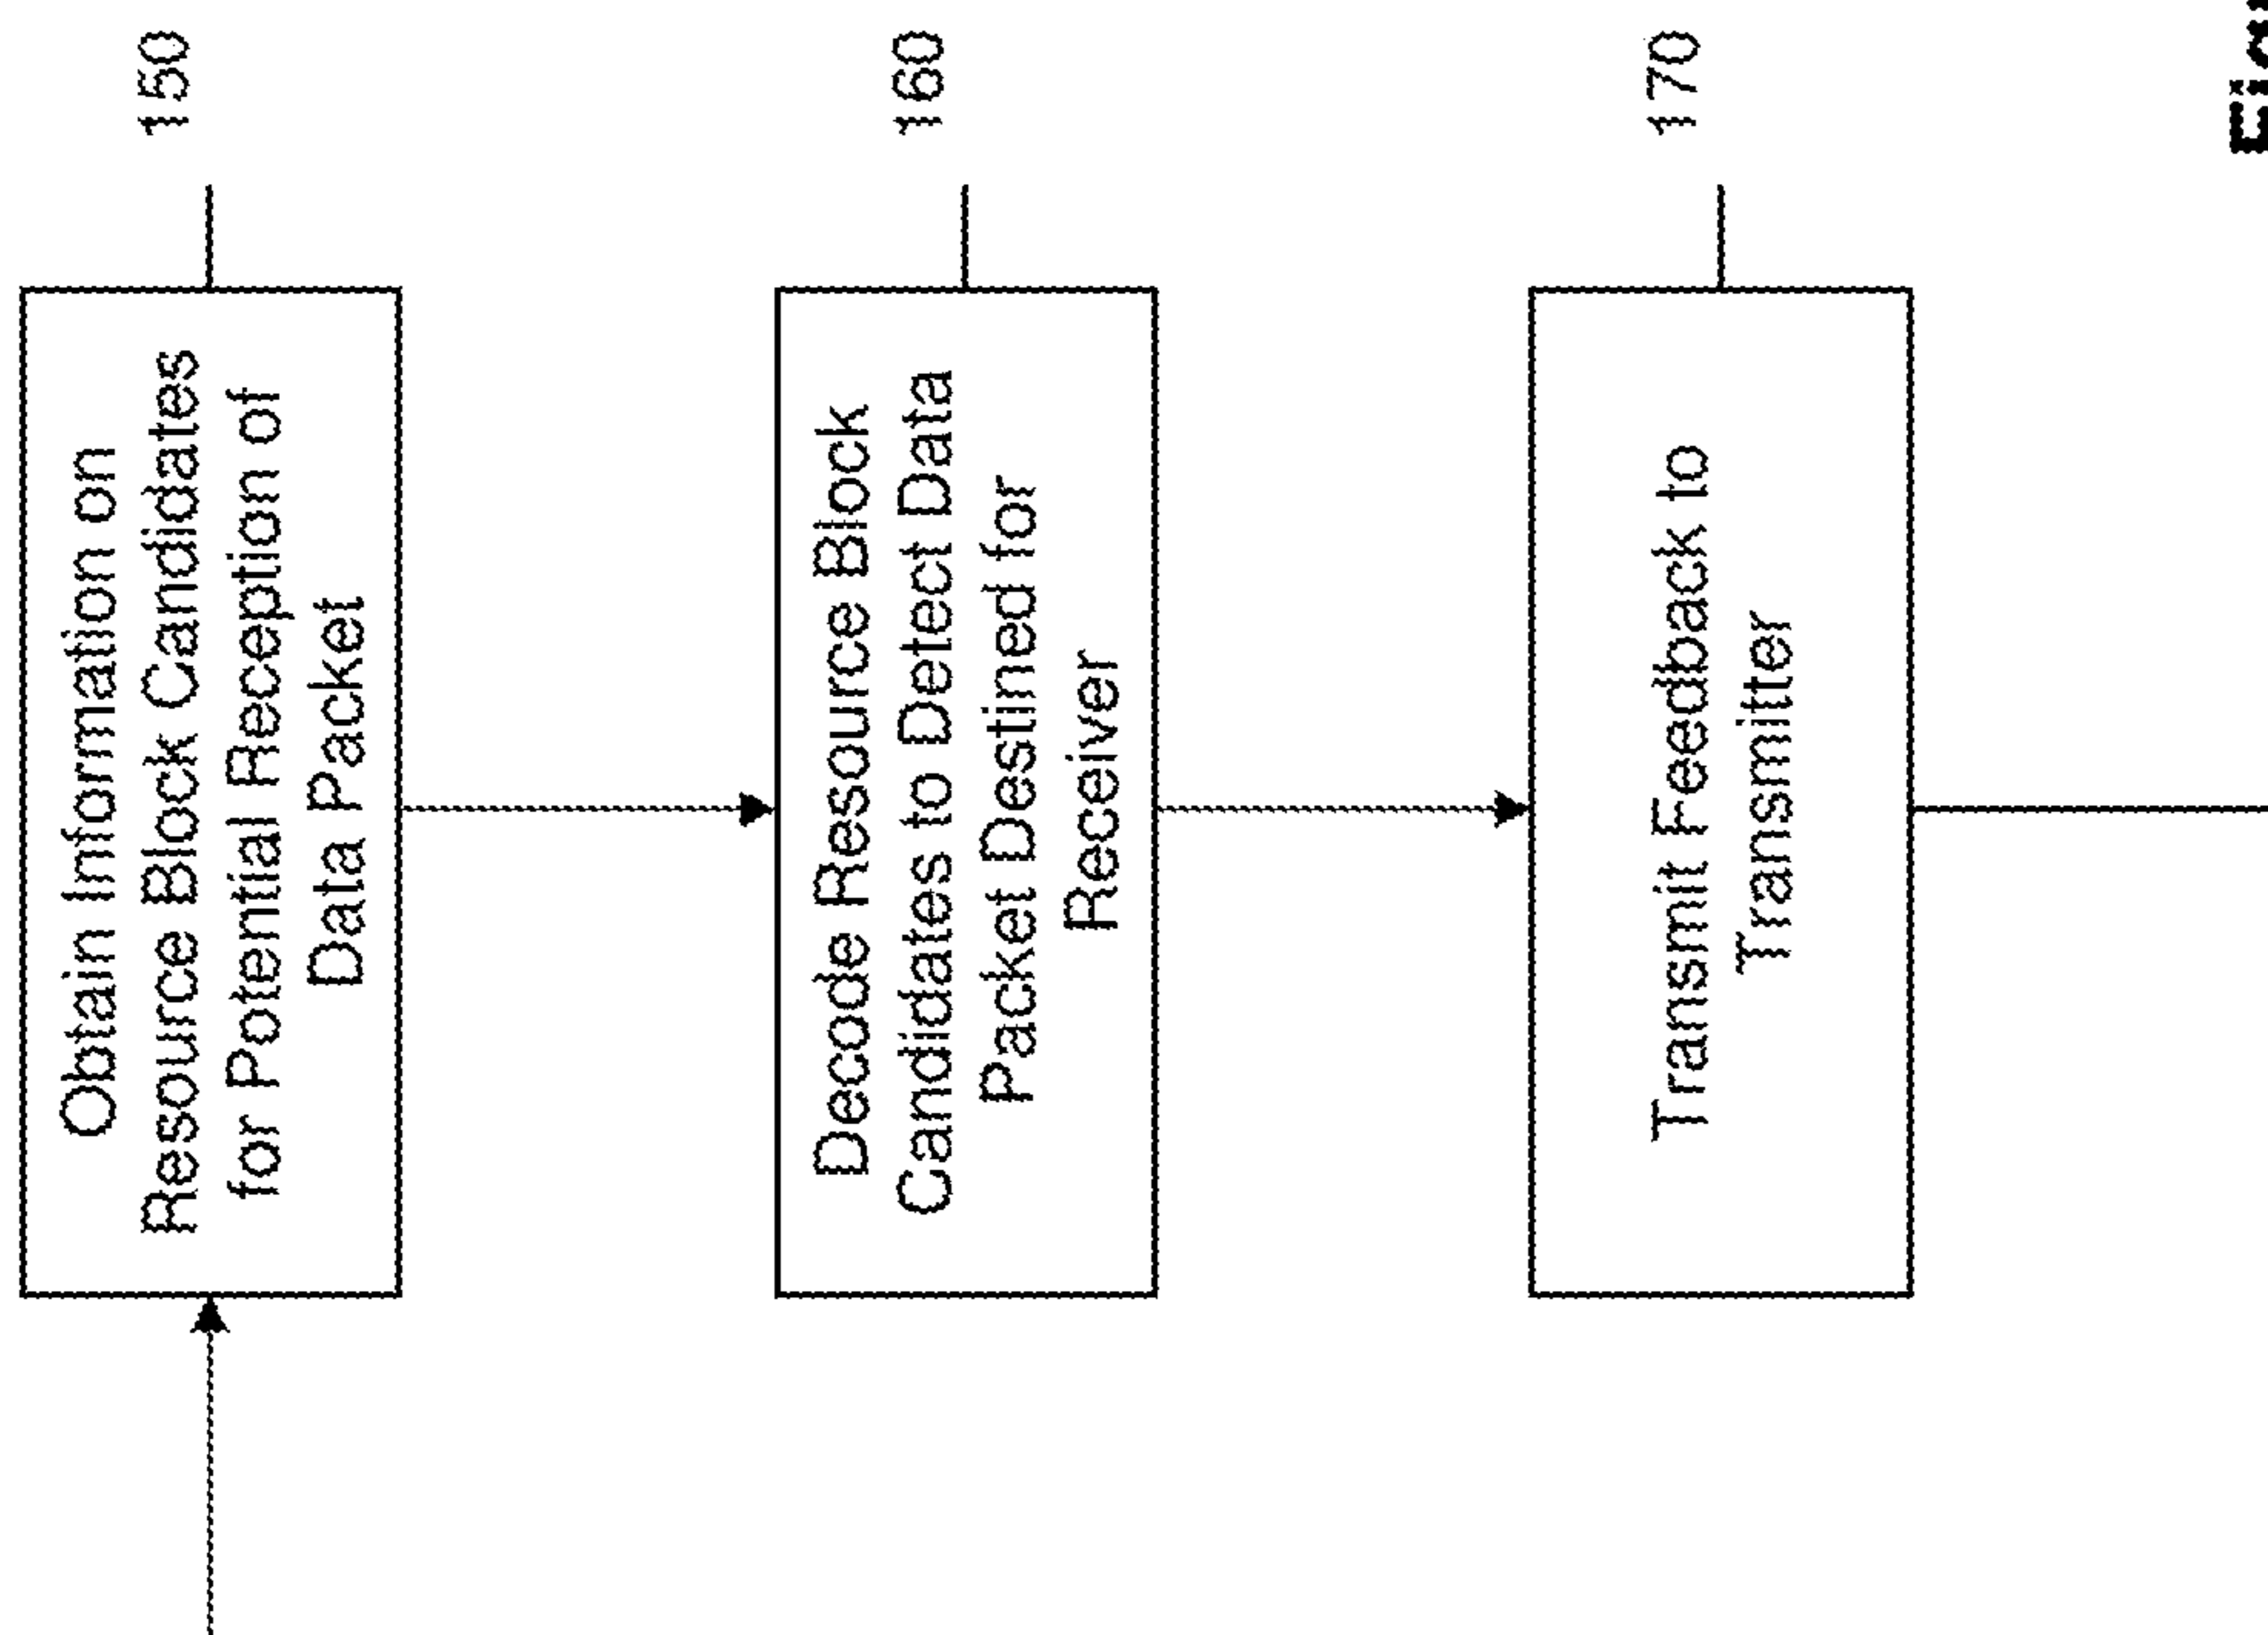 Obtain Information on
Resource Block Candidates
for Potential Reception of
Data Packet
150
Decode Resource Block
Candidates to Detect Data
Packet Destined for
Receiver
160
Transmit Feedback to
Transmitter
170